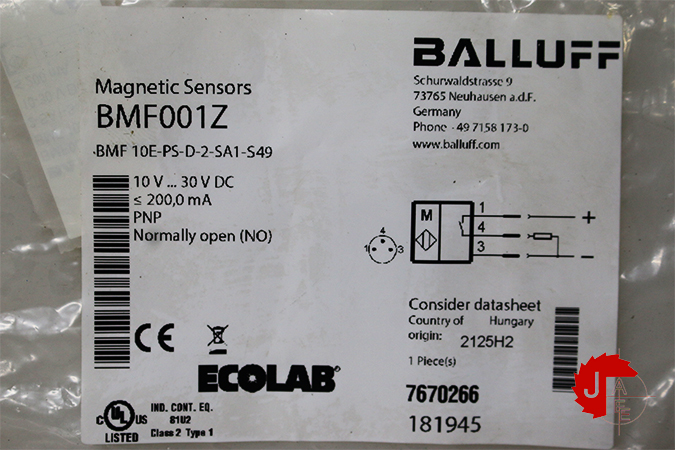 Magnetic Sensors
BMF001Z
BMF 10E-PS-D-2-SA1-S49
10 V ... 30 V DC
≤ 200,0 mA
PNP
Normally open (NO)
BALLUFF
Schurwaldstrasse 9
73765 Neuhausen a.d.F.
Germany
Phone +49 7158 173-0
www.balluff.com
M
1
4
3
+
−
4
1
3
Consider datasheet
Country of Hungary
origin: 2125H2
1 Piece(s)
7670266
181945
CE
ECOLAB®
C UL US
LISTED
IND. CONT. EQ.
81U2
Class 2 Type 1